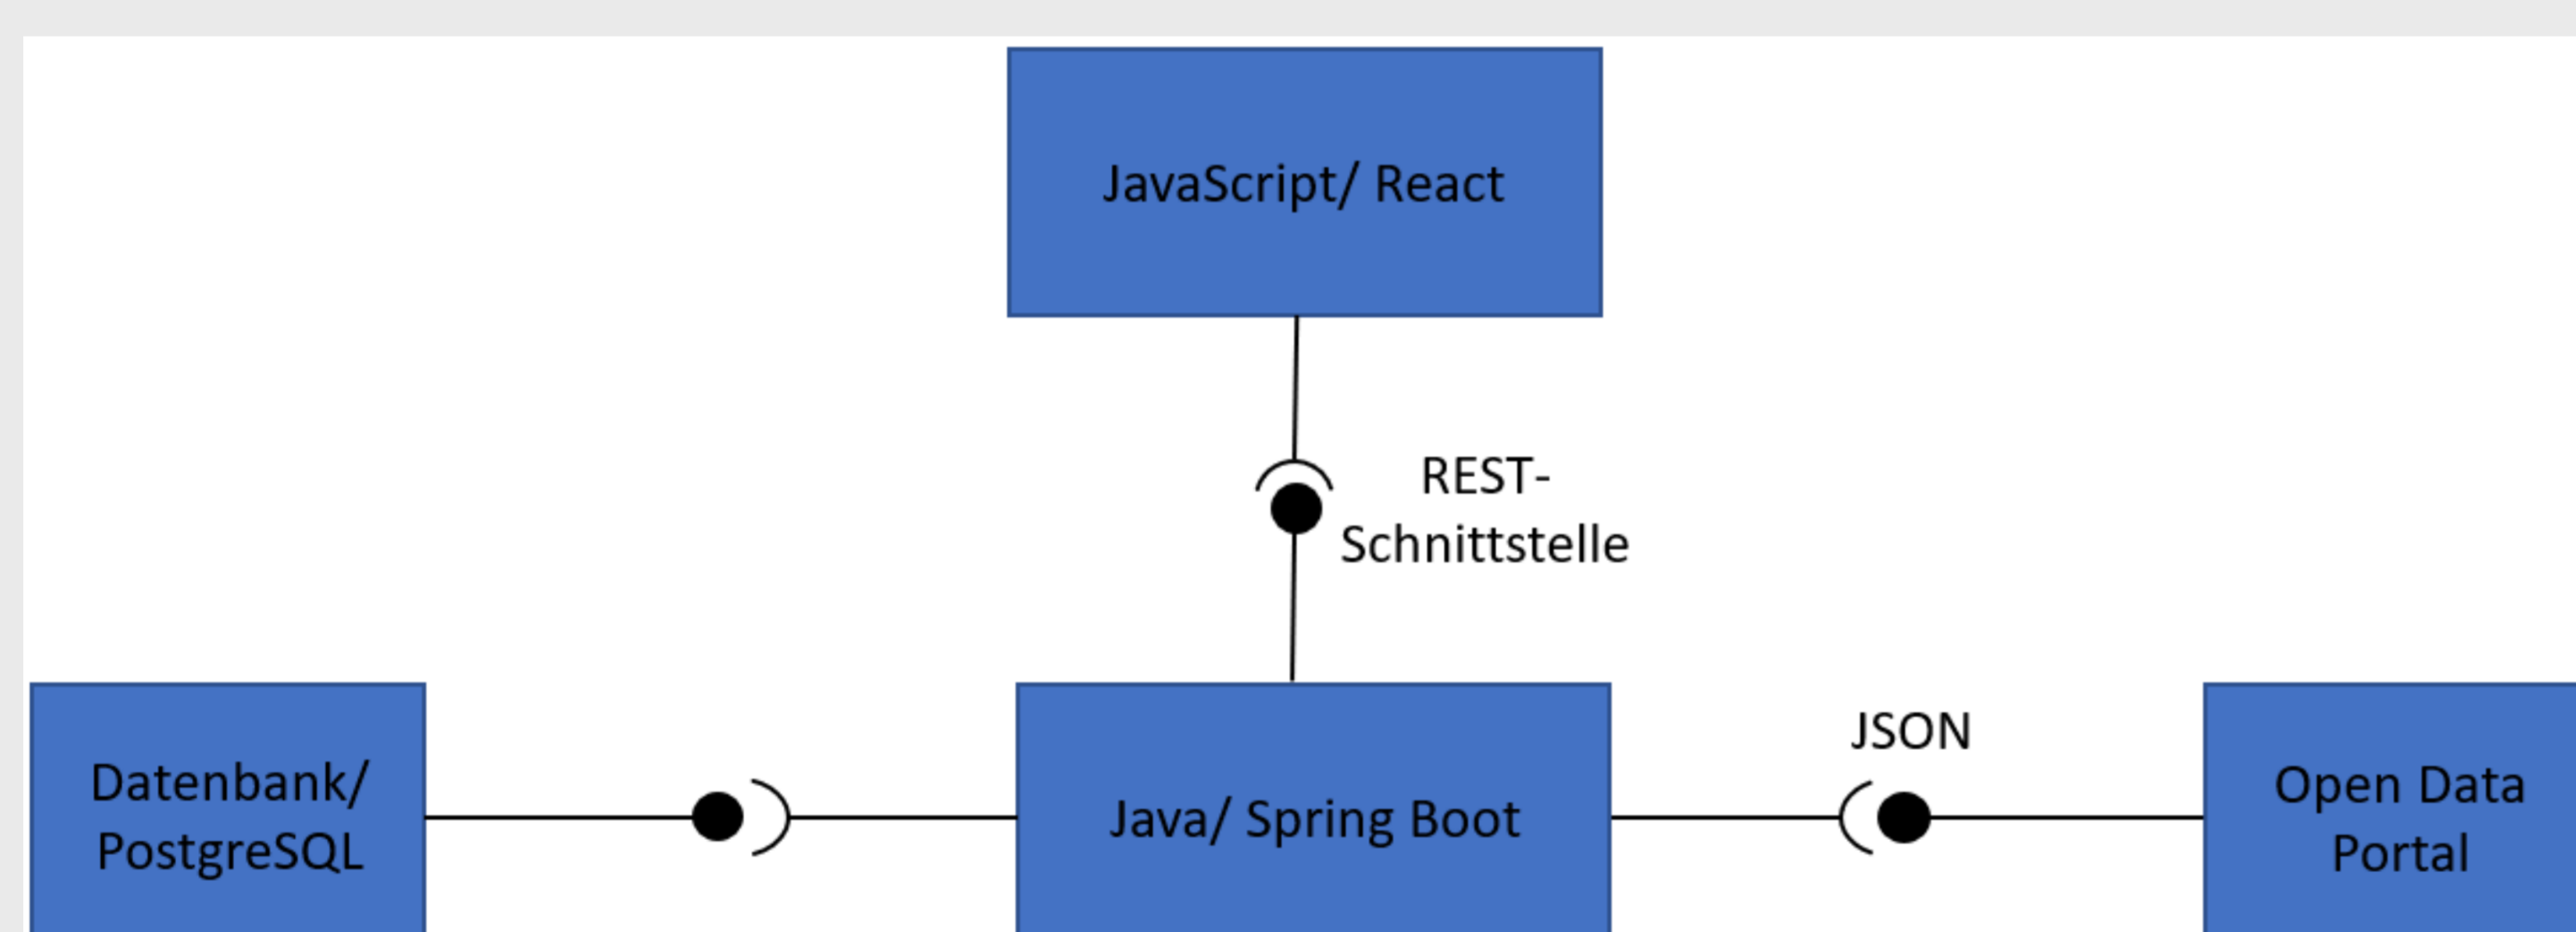 JavaScript/ React
REST-
Schnittstelle
JSON
Datenbank/
PostgreSQL
Java/ Spring Boot
Open Data
Portal